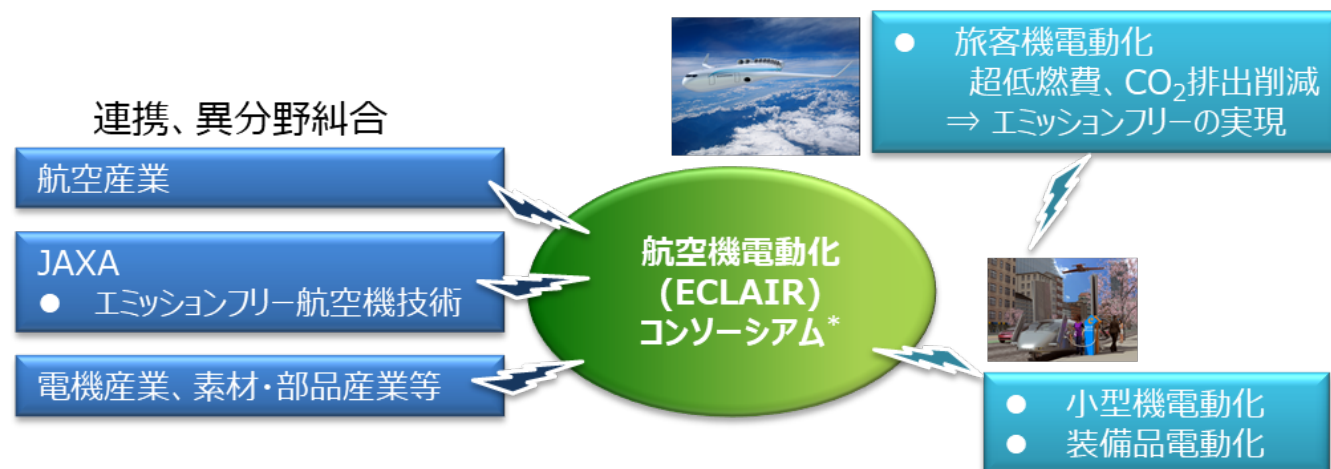 連携、異分野糾合
航空産業
JAXA
● エミッションフリー航空機技術
電機産業、素材・部品産業等
航空機電動化
(ECLAIR)
コンソーシアム*
● 旅客機電動化
超低燃費、CO₂排出削減
⇒ エミッションフリーの実現
● 小型機電動化
● 装備品電動化